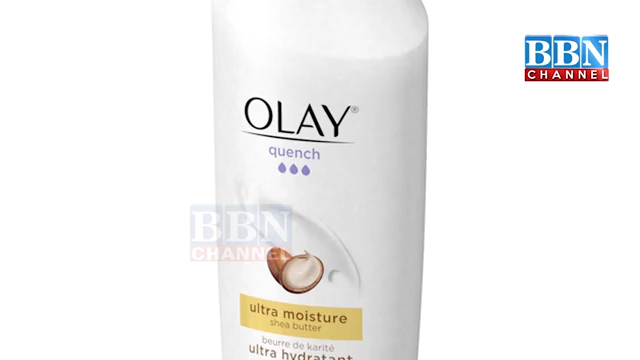 BBN
CHANNEL
OLAY®
quench
BBN
CHANNEL
ultra moisture
shea butter
beurre de karité
ultra hydratant